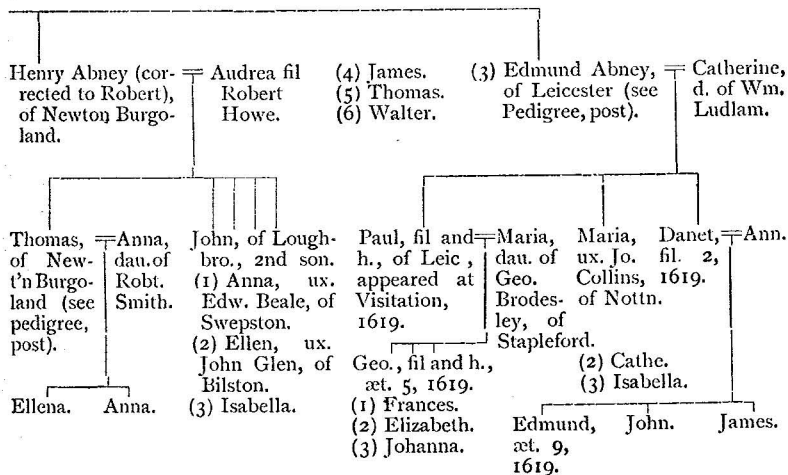 Henry Abney (cor-
rected to Robert),
of Newton Burgo-
land.
Audrea fil
Robert
Howe.
(4) James.
(5) Thomas.
(6) Walter.
(3) Edmund Abney,
of Leicester (see
Pedigree, post).
Catherine,
d. of Wm.
Ludlam.
Thomas,
of New-
t'n Burgo-
land (see
pedigree,
post).
Anna,
dau. of
Robt.
Smith.
John, of Lough-
bro., 2nd son.
(1) Anna, ux.
Edw. Beale, of
Swepston.
(2) Ellen, ux.
John Glen, of
Bilston.
(3) Isabella.
Paul, fil and
h., of Leic,
appeared at
Visitation,
1619.
Maria,
dau. of
Geo.
Brodes-
ley, of
Stapleford.
Maria,
ux. Jo.
Collins,
of Nottn.
Danet,
fil. 2,
1619.
Ann.
Ellena.
Anna.
Geo., fil and h.,
æt. 5, 1619.
(1) Frances.
(2) Elizabeth.
(3) Johanna.
(2) Cathe.
(3) Isabella.
Edmund,
æt. 9,
1619.
John.
James.